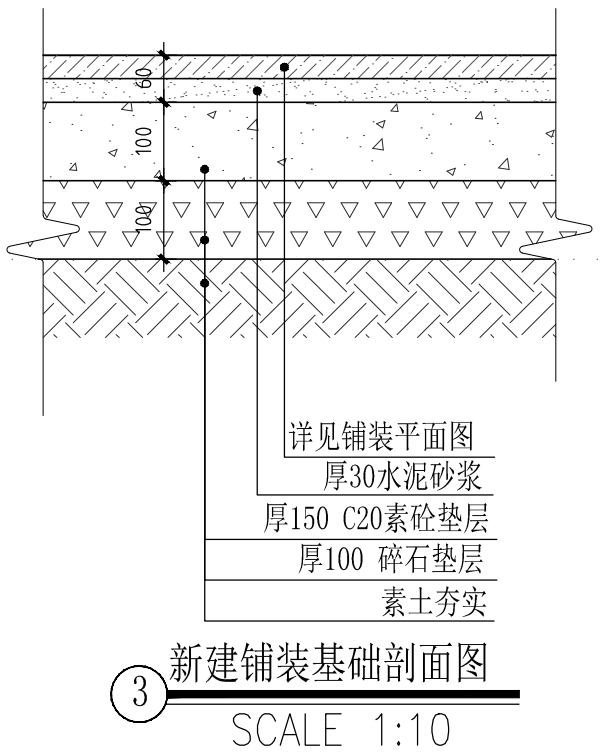 60
100
100
详见铺装平面图
厚30水泥砂浆
厚150 C20素砼垫层
厚100 碎石垫层
素土夯实
3 新建铺装基础剖面图
SCALE 1:10